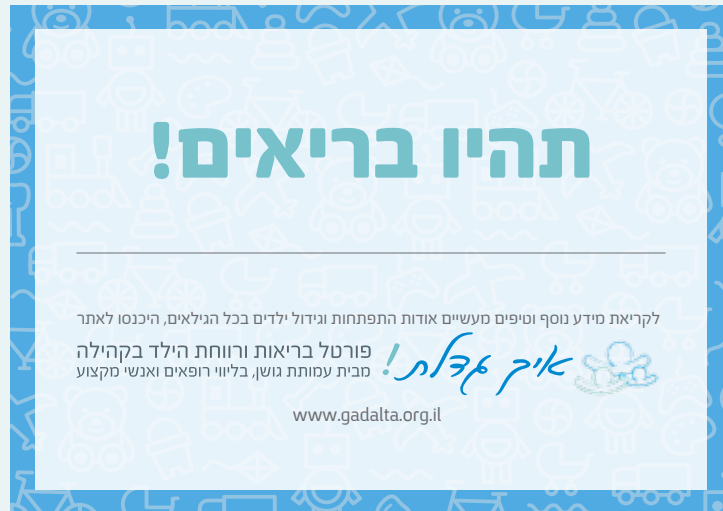 תהיו בריאים!
לקריאת מידע נוסף וטיפים מעשיים אודות התפתחות וגידול ילדים בכל הגילאים, היכנסו לאתר
איך גדלת!
פורטל בריאות ורווחת הילד בקהילה
מבית עמותת גושן, בליווי רופאים ואנשי מקצוע
www.gadalta.org.il